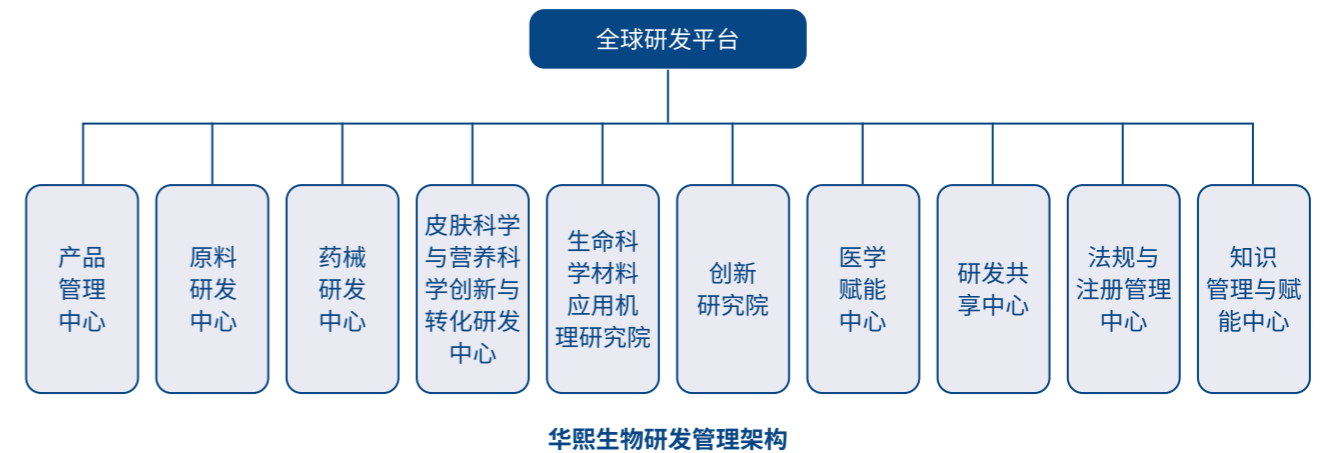 全球研发平台
产品
管理
中心
原料
研发
中心
药械
研发
中心
皮肤科学
与营养科
学创新与
转化研发
中心
生命科
学材料
应用机
理研究院
创新
研究院
医学
赋能
中心
研发共
享中心
法规与
注册管理
中心
知识
管理与赋
能中心
华熙生物研发管理架构